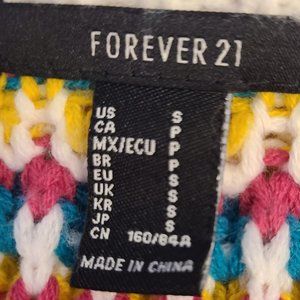 FOREVER 21
US S
CA P
MX/ECU P
BR P
EU S
UK S
KR S
JP S
CN 160/84A
MADE IN CHINA